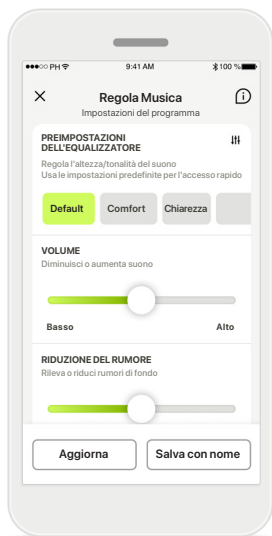 PH 9:41 AM 100 %
Regola Musica
Impostazioni del programma
PREIMPOSTAZIONI
DELL'EQUALIZZATORE
Regola l'altezza/tonalità del suono
Usa le impostazioni predefinite per l'accesso rapido
Default Comfort Chiarezza
VOLUME
Diminuisci o aumenta suono
Basso Alto
RIDUZIONE DEL RUMORE
Rileva o riduci rumori di fondo
Aggiorna Salva con nome